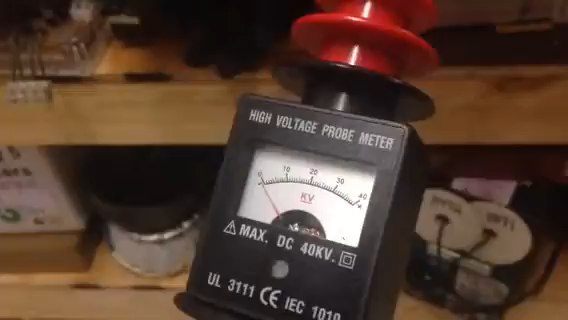 HIGH VOLTAGE PROBE METER
0 10 20 30 40
KV
MAX. DC 40KV.
UL 3111 CE IEC 1010